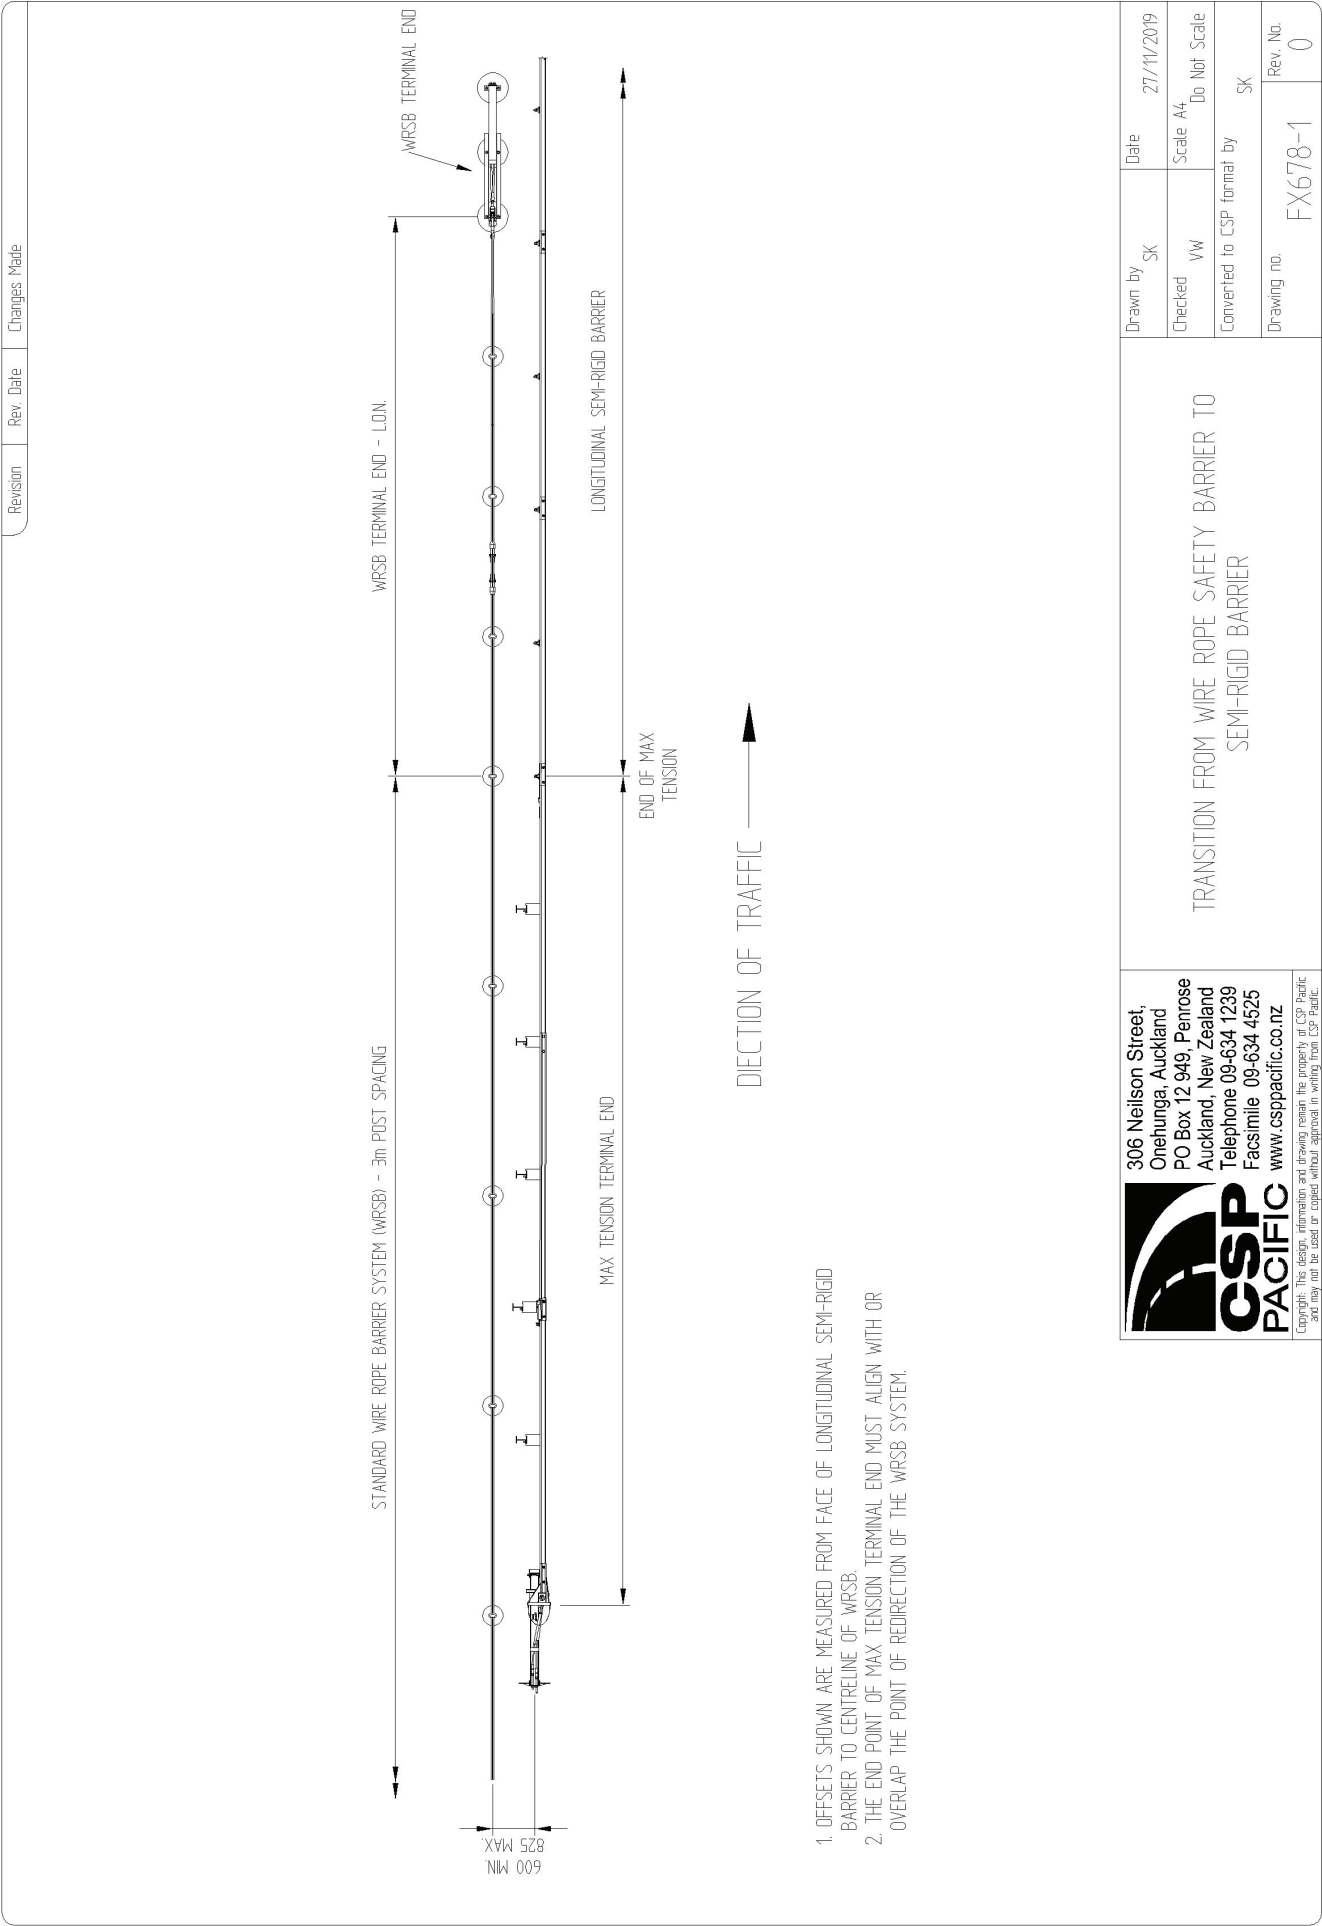 Revision Rev. Date Changes Made
WRSB TERMINAL END
STANDARD WIRE ROPE BARRIER SYSTEM (WRSB) - 3m POST SPACING
WRSB TERMINAL END - L.O.N.
600 MIN.
825 MAX.
MAX TENSION TERMINAL END
LONGITUDINAL SEMI-RIGID BARRIER
END OF MAX
TENSION
DIECTION OF TRAFFIC
1. OFFSETS SHOWN ARE MEASURED FROM FACE OF LONGITUDINAL SEMI-RIGID
BARRIER TO CENTRELINE OF WRSB.
2. THE END POINT OF MAX TENSION TERMINAL END MUST ALIGN WITH OR
OVERLAP THE POINT OF REDIRECTION OF THE WRSB SYSTEM.
CSP
PACIFIC
306 Neilson Street,
Onehunga, Auckland
PO Box 12 949, Penrose
Auckland, New Zealand
Telephone 09-634 1239
Facsimile 09-634 4525
www.csppacific.co.nz
Copyright: This design, information and drawing remain the property of CSP Pacific
and may not be used or copied without approval in writing from CSP Pacific.
TRANSITION FROM WIRE ROPE SAFETY BARRIER TO
SEMI-RIGID BARRIER
Drawn by SK
Date 27/11/2019
Checked VW
Scale A4 Do Not Scale
Converted to CSP format by SK
Drawing no. FX678-1
Rev. No. 0